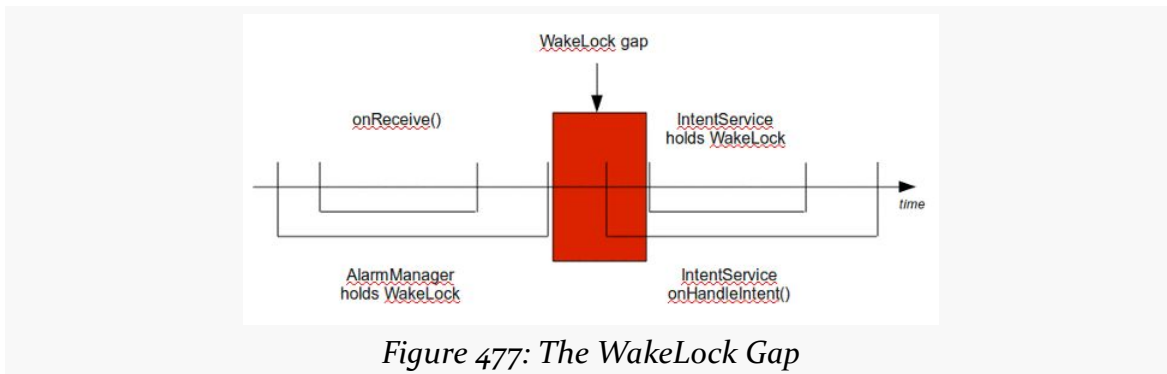 WakeLock gap
onReceive()
IntentService
holds WakeLock
time
AlarmManager
holds WakeLock
IntentService
onHandleIntent()
Figure 477: The WakeLock Gap